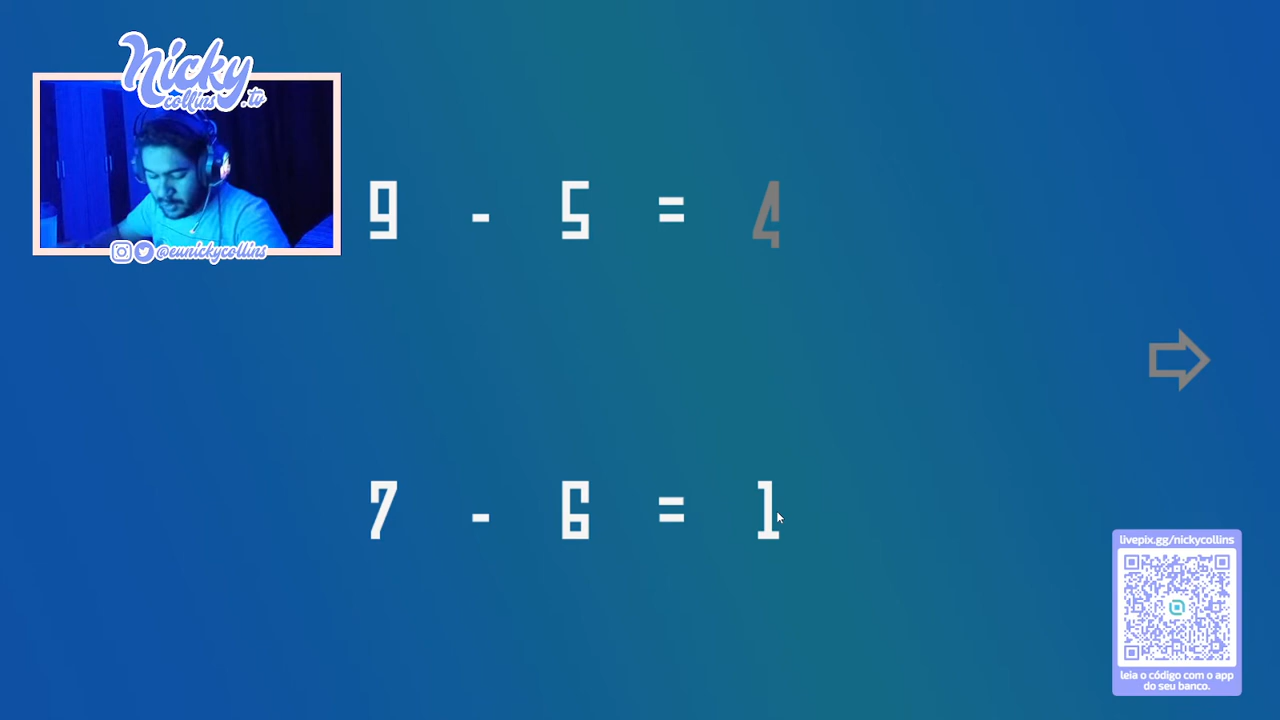 Nicky
collins.tv
@eunickycollins
9 - 5 = 4
7 - 6 = 1
livepix.gg/nickycollins
leia o código com o app
do seu banco.